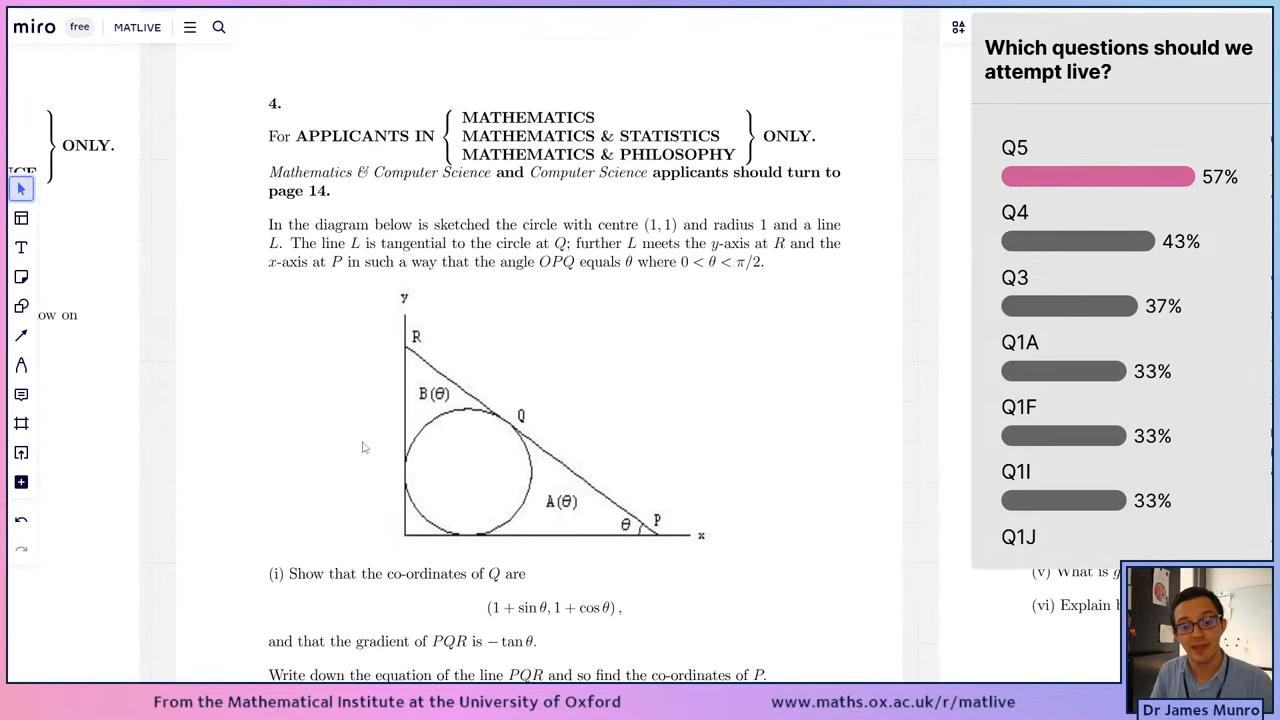 miro free MATLIVE
ONLY.
ow on
4.
For APPLICANTS IN { MATHEMATICS
MATHEMATICS & STATISTICS
MATHEMATICS & PHILOSOPHY } ONLY.
Mathematics & Computer Science and Computer Science applicants should turn to
page 14.
In the diagram below is sketched the circle with centre (1, 1) and radius 1 and a line
L. The line L is tangential to the circle at Q; further L meets the y-axis at R and the
x-axis at P in such a way that the angle OPQ equals θ where 0 < θ < π/2.
y
R
B(θ)
Q
A(θ)
θ
P
x
(i) Show that the co-ordinates of Q are
(1 + sin θ, 1 + cos θ) ,
and that the gradient of PQR is − tan θ.
Write down the equation of the line PQR and so find the co-ordinates of P.
Which questions should we
attempt live?
Q5
57%
Q4
43%
Q3
37%
Q1A
33%
Q1F
33%
Q1I
33%
Q1J
(v) What is
(vi) Explain
Dr James Munro
From the Mathematical Institute at the University of Oxford
www.maths.ox.ac.uk/r/matlive